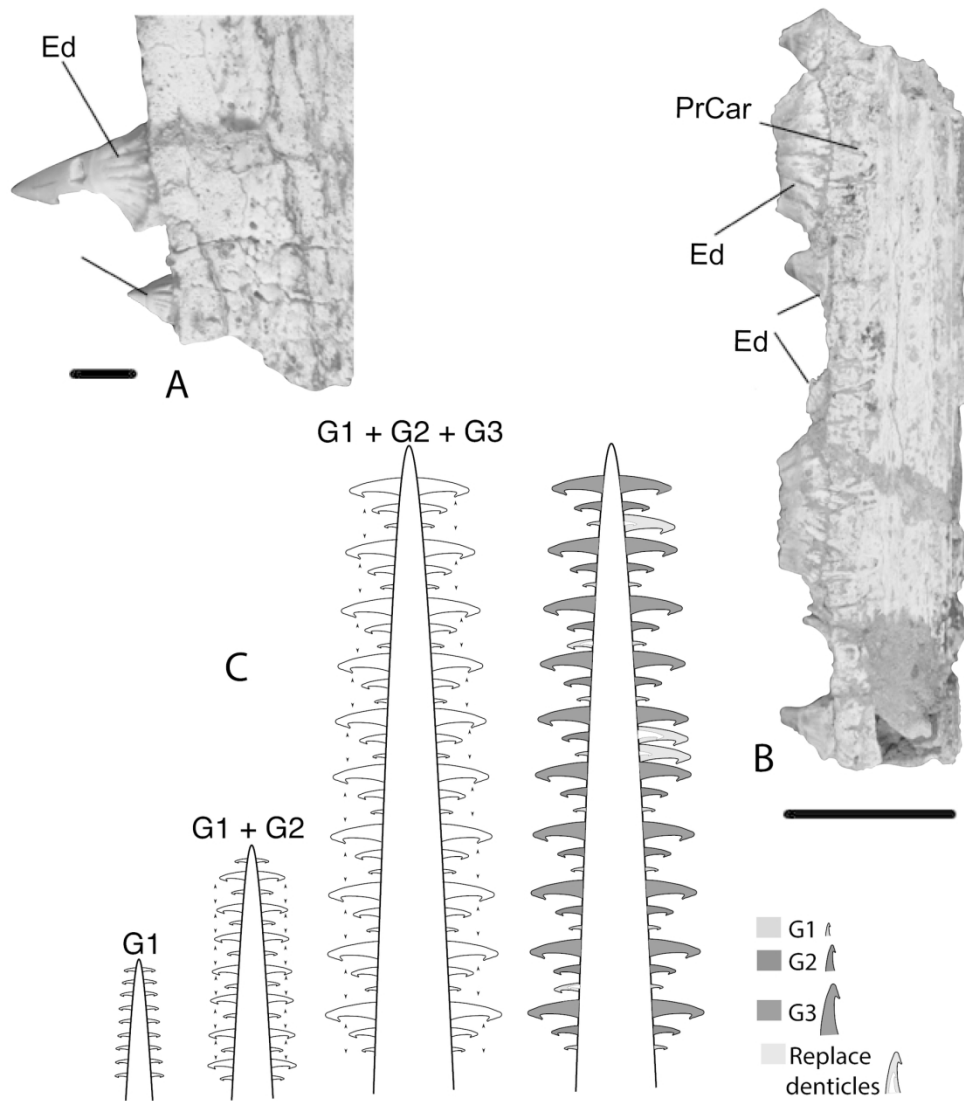 Ed
A
PrCar
Ed
Ed
B
G1 + G2 + G3
C
G1 + G2
G1
G1
G2
G3
Replace
denticles